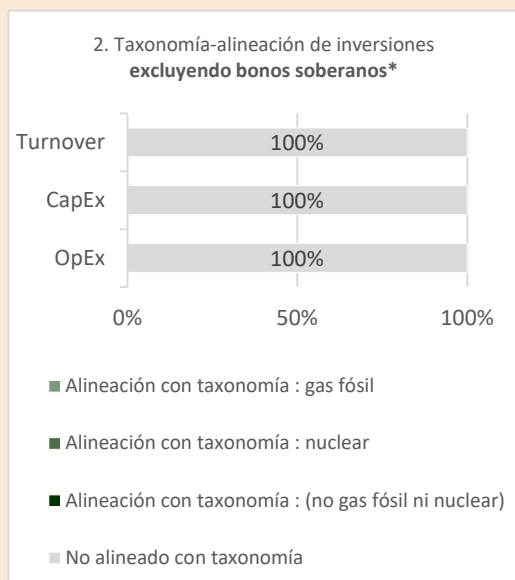 2. Taxonomía-alineación de inversiones
excluyendo bonos soberanos*
Turnover 100%
CapEx 100%
OpEx 100%
0% 50% 100%
Alineación con taxonomía : gas fósil
Alineación con taxonomía : nuclear
Alineación con taxonomía : (no gas fósil ni nuclear)
No alineado con taxonomía